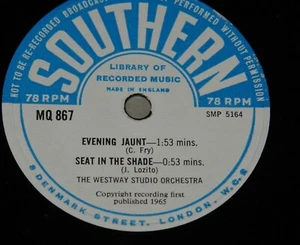 NOT TO BE RE-RECORDED BROADCAST PERFORMED WITHOUT PERMISSION
SOUTHERN
LIBRARY OF
RECORDED MUSIC
MADE IN ENGLAND
78 RPM
78 RPM
MQ 867
SMP 5164
EVENING JAUNT—1:53 mins.
(C. Fry)
SEAT IN THE SHADE—0:53 mins.
(J. Lozito)
THE WESTWAY STUDIO ORCHESTRA
Copyright recording first
published 1965
8 DENMARK STREET, LONDON, W.C.2